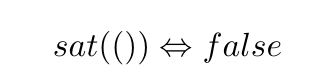 sat(()) ⇔ false